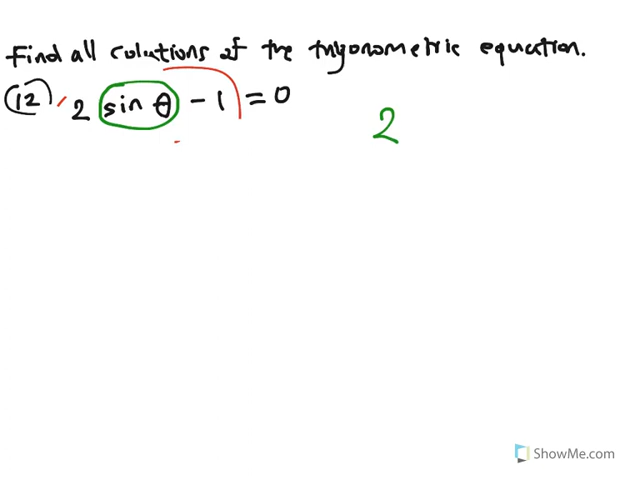 Find all solutions of the trigonometric equation.
(12) 2 sin θ - 1 = 0
2
ShowMe.com